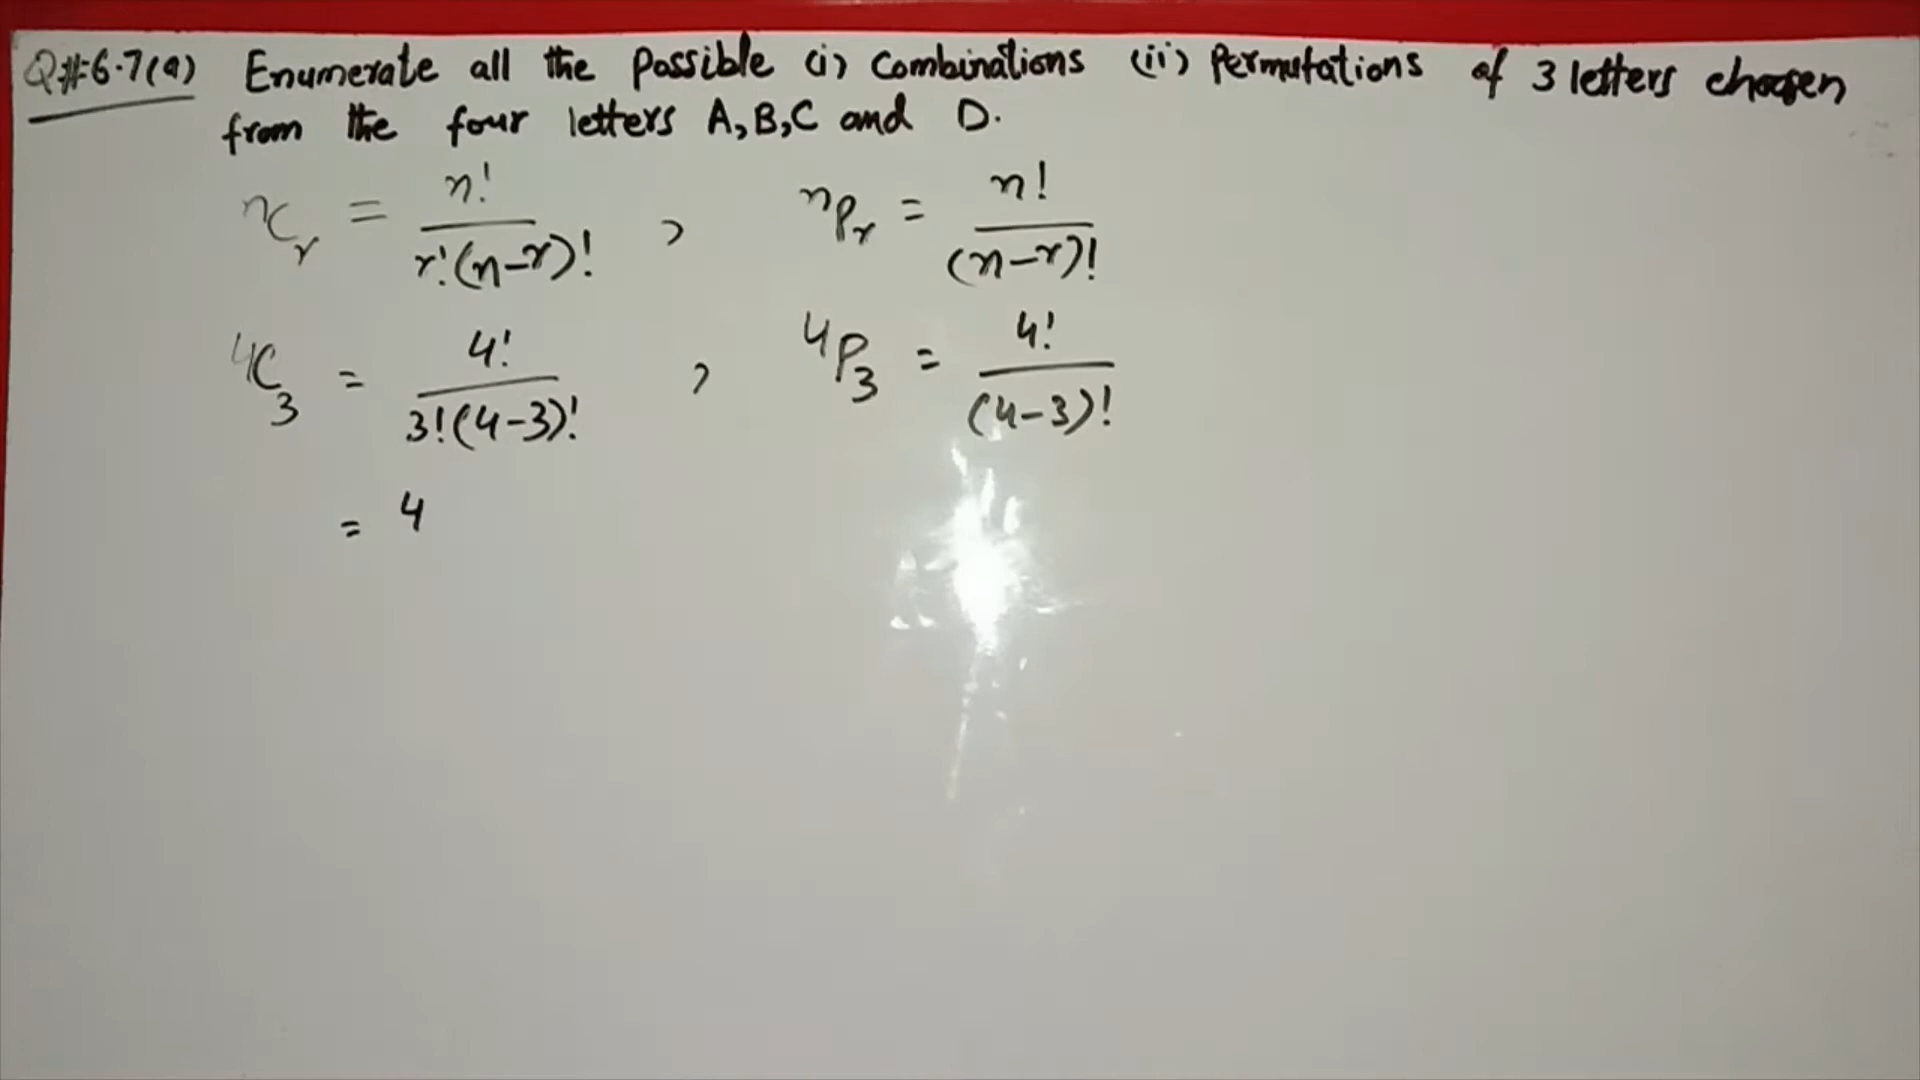 Q#6.7(a) Enumerate all the possible (i) Combinations (ii) Permutations of 3 letters choosen
from the four letters A,B,C and D.
nCr = n! / r!(n-r)! , nPr = n! / (n-r)!
4C3 = 4! / 3!(4-3)! , 4P3 = 4! / (4-3)!
= 4